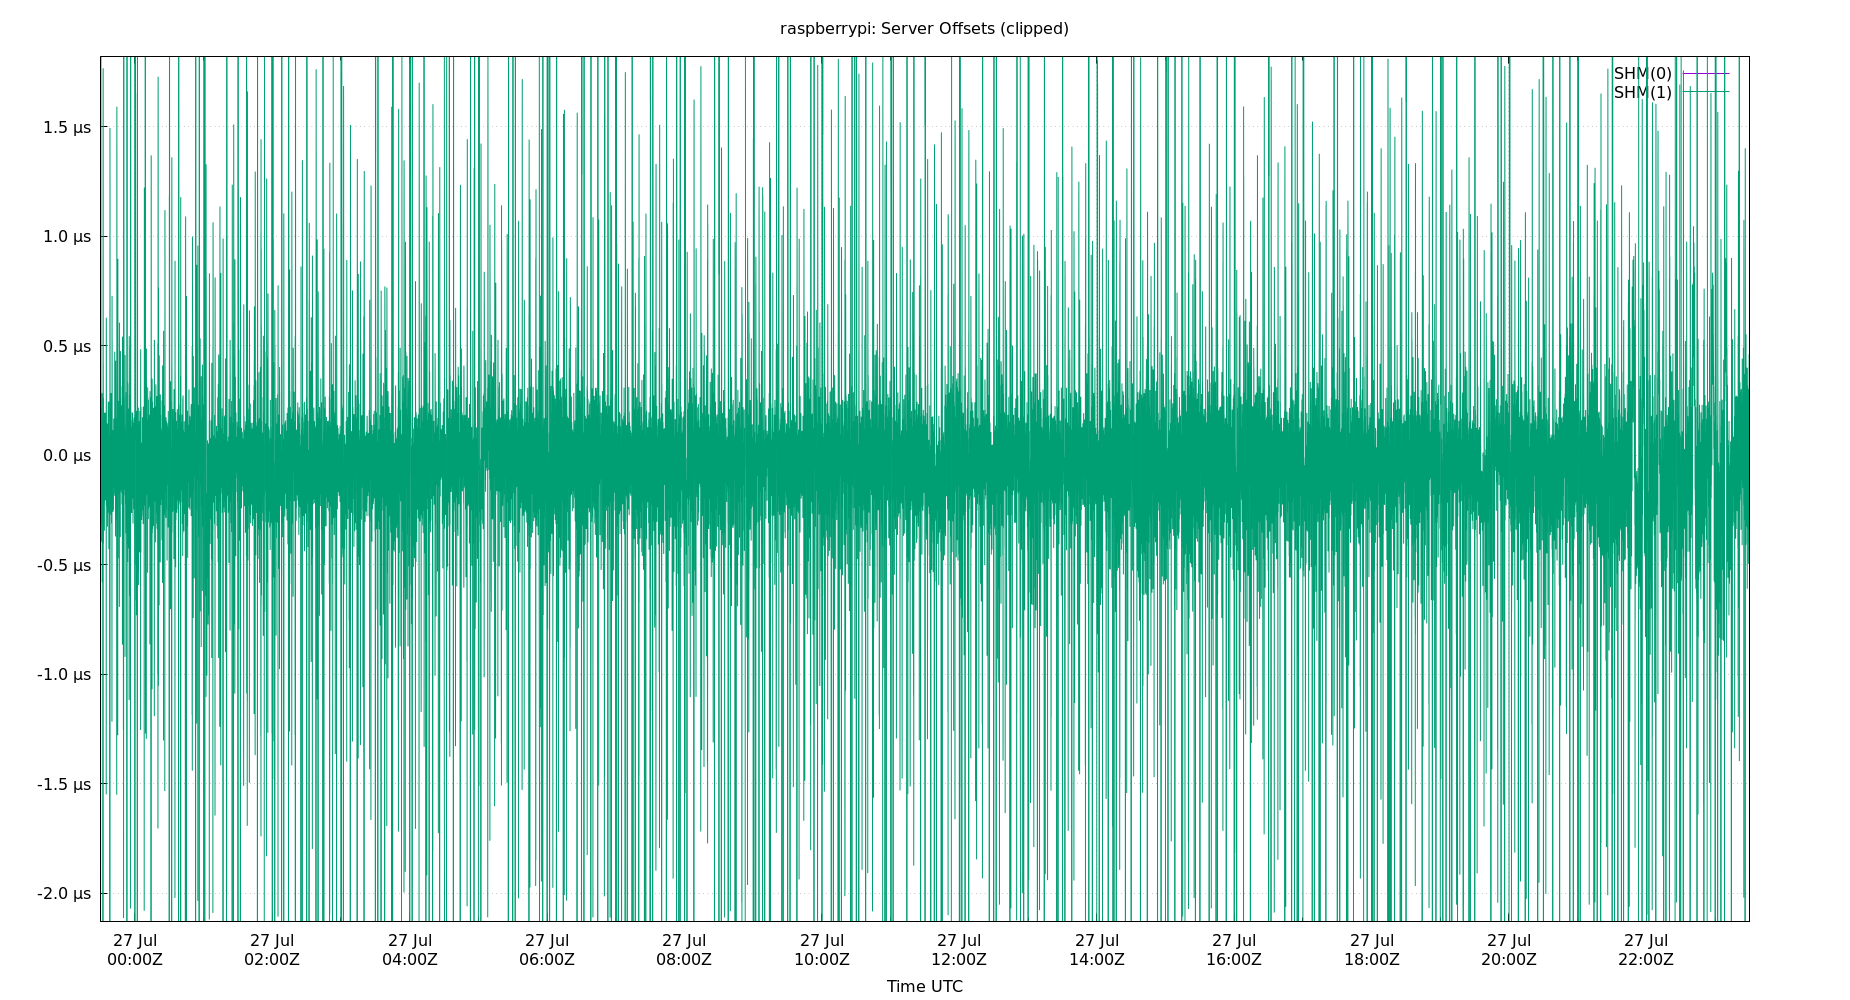 raspberrypi: Server Offsets (clipped)
SHM(0)
SHM(1)
1.5 µs
1.0 µs
0.5 µs
0.0 µs
-0.5 µs
-1.0 µs
-1.5 µs
-2.0 µs
27 Jul 27 Jul 27 Jul 27 Jul 27 Jul 27 Jul 27 Jul 27 Jul 27 Jul 27 Jul 27 Jul 27 Jul
00:00Z 02:00Z 04:00Z 06:00Z 08:00Z 10:00Z 12:00Z 14:00Z 16:00Z 18:00Z 20:00Z 22:00Z
Time UTC